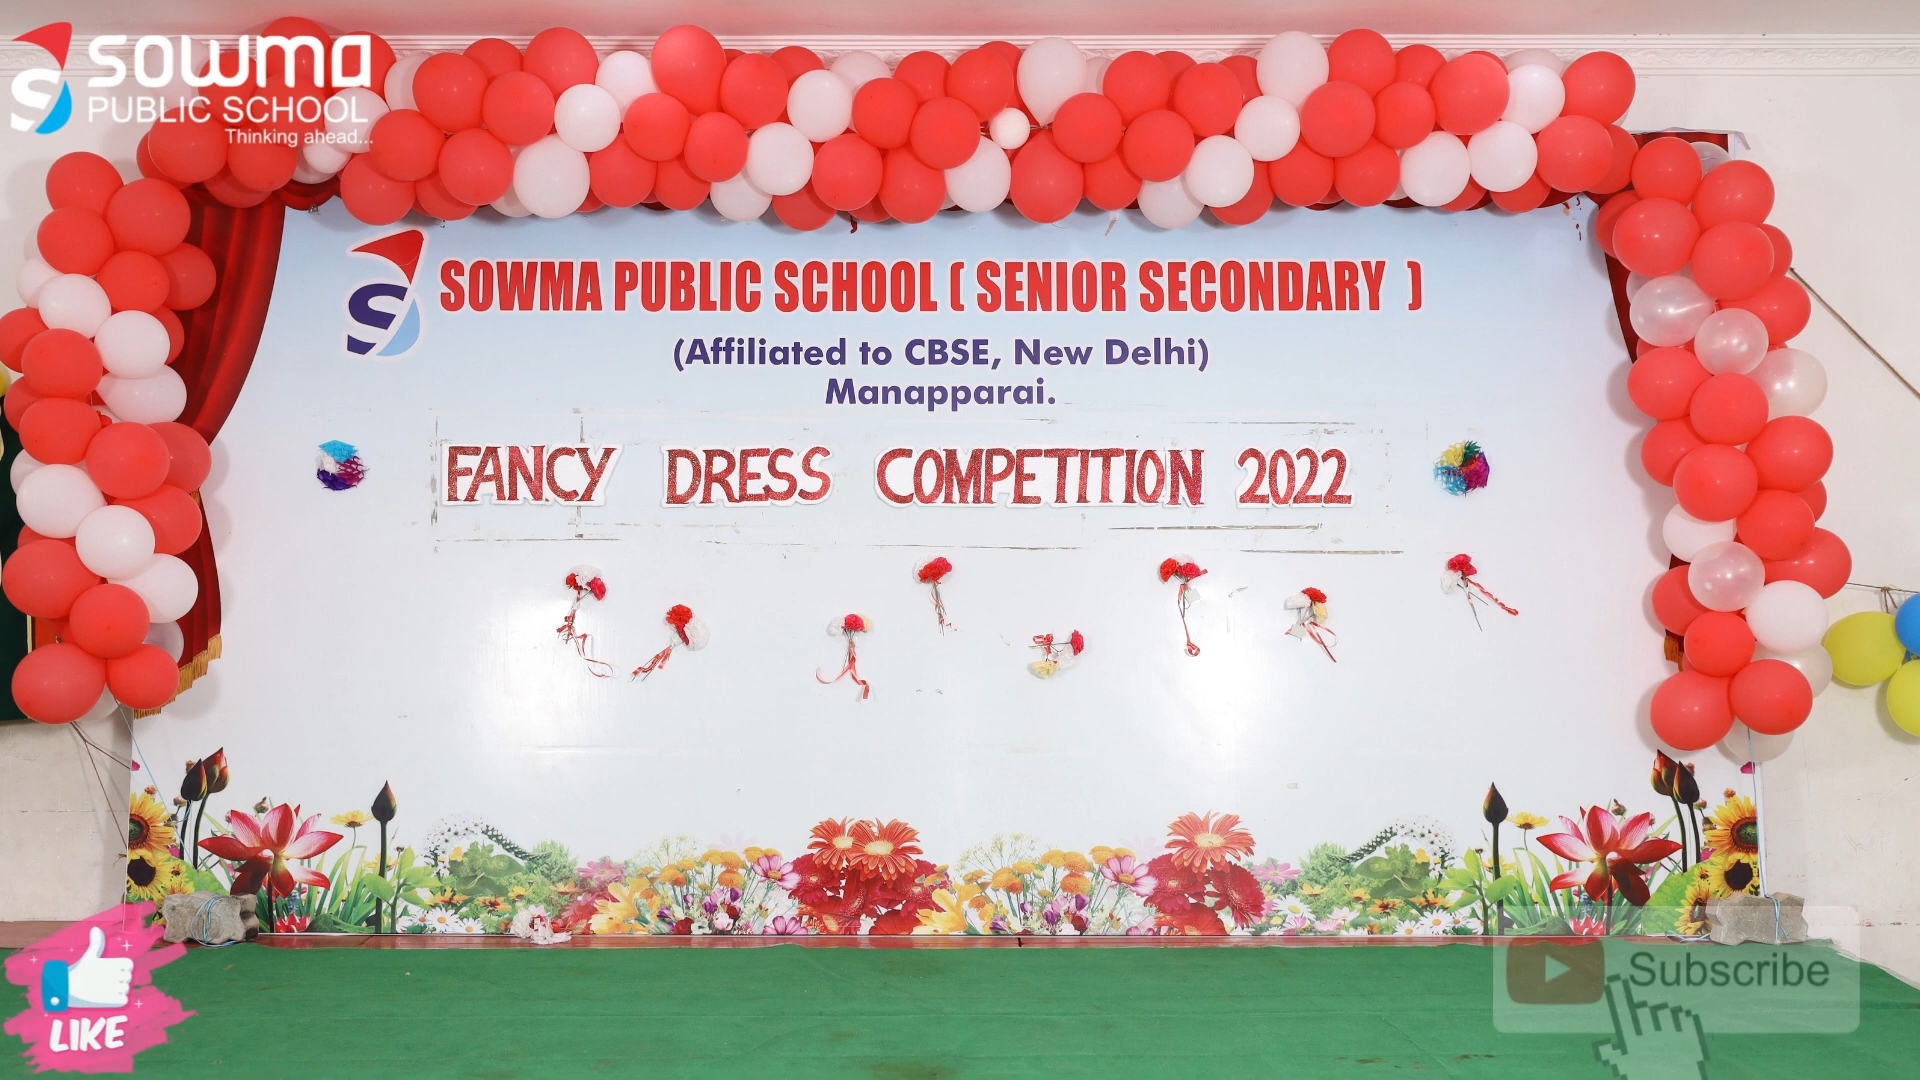 sowma
PUBLIC SCHOOL
Thinking ahead...
SOWMA PUBLIC SCHOOL ( SENIOR SECONDARY )
(Affiliated to CBSE, New Delhi)
Manapparai.
FANCY DRESS COMPETITION 2022
LIKE
Subscribe